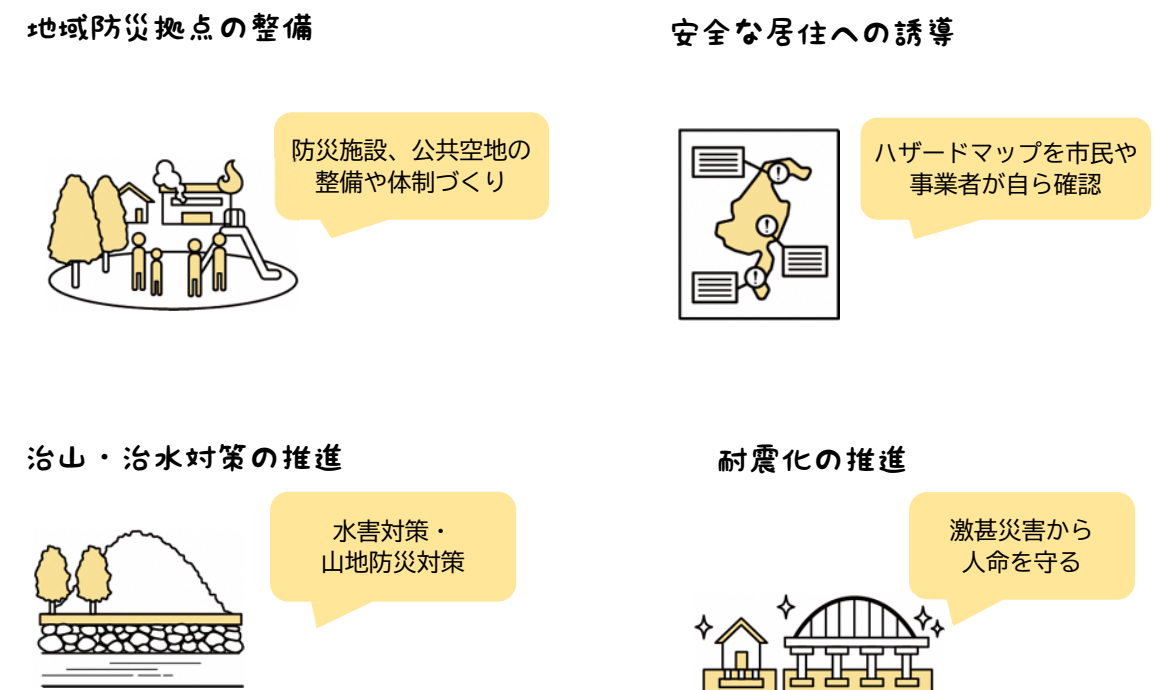 地域防災拠点の整備
防災施設、公共空地の
整備や体制づくり
安全な居住への誘導
ハザードマップを市民や
事業者が自ら確認
治山・治水対策の推進
水害対策・
山地防災対策
耐震化の推進
激甚災害から
人命を守る